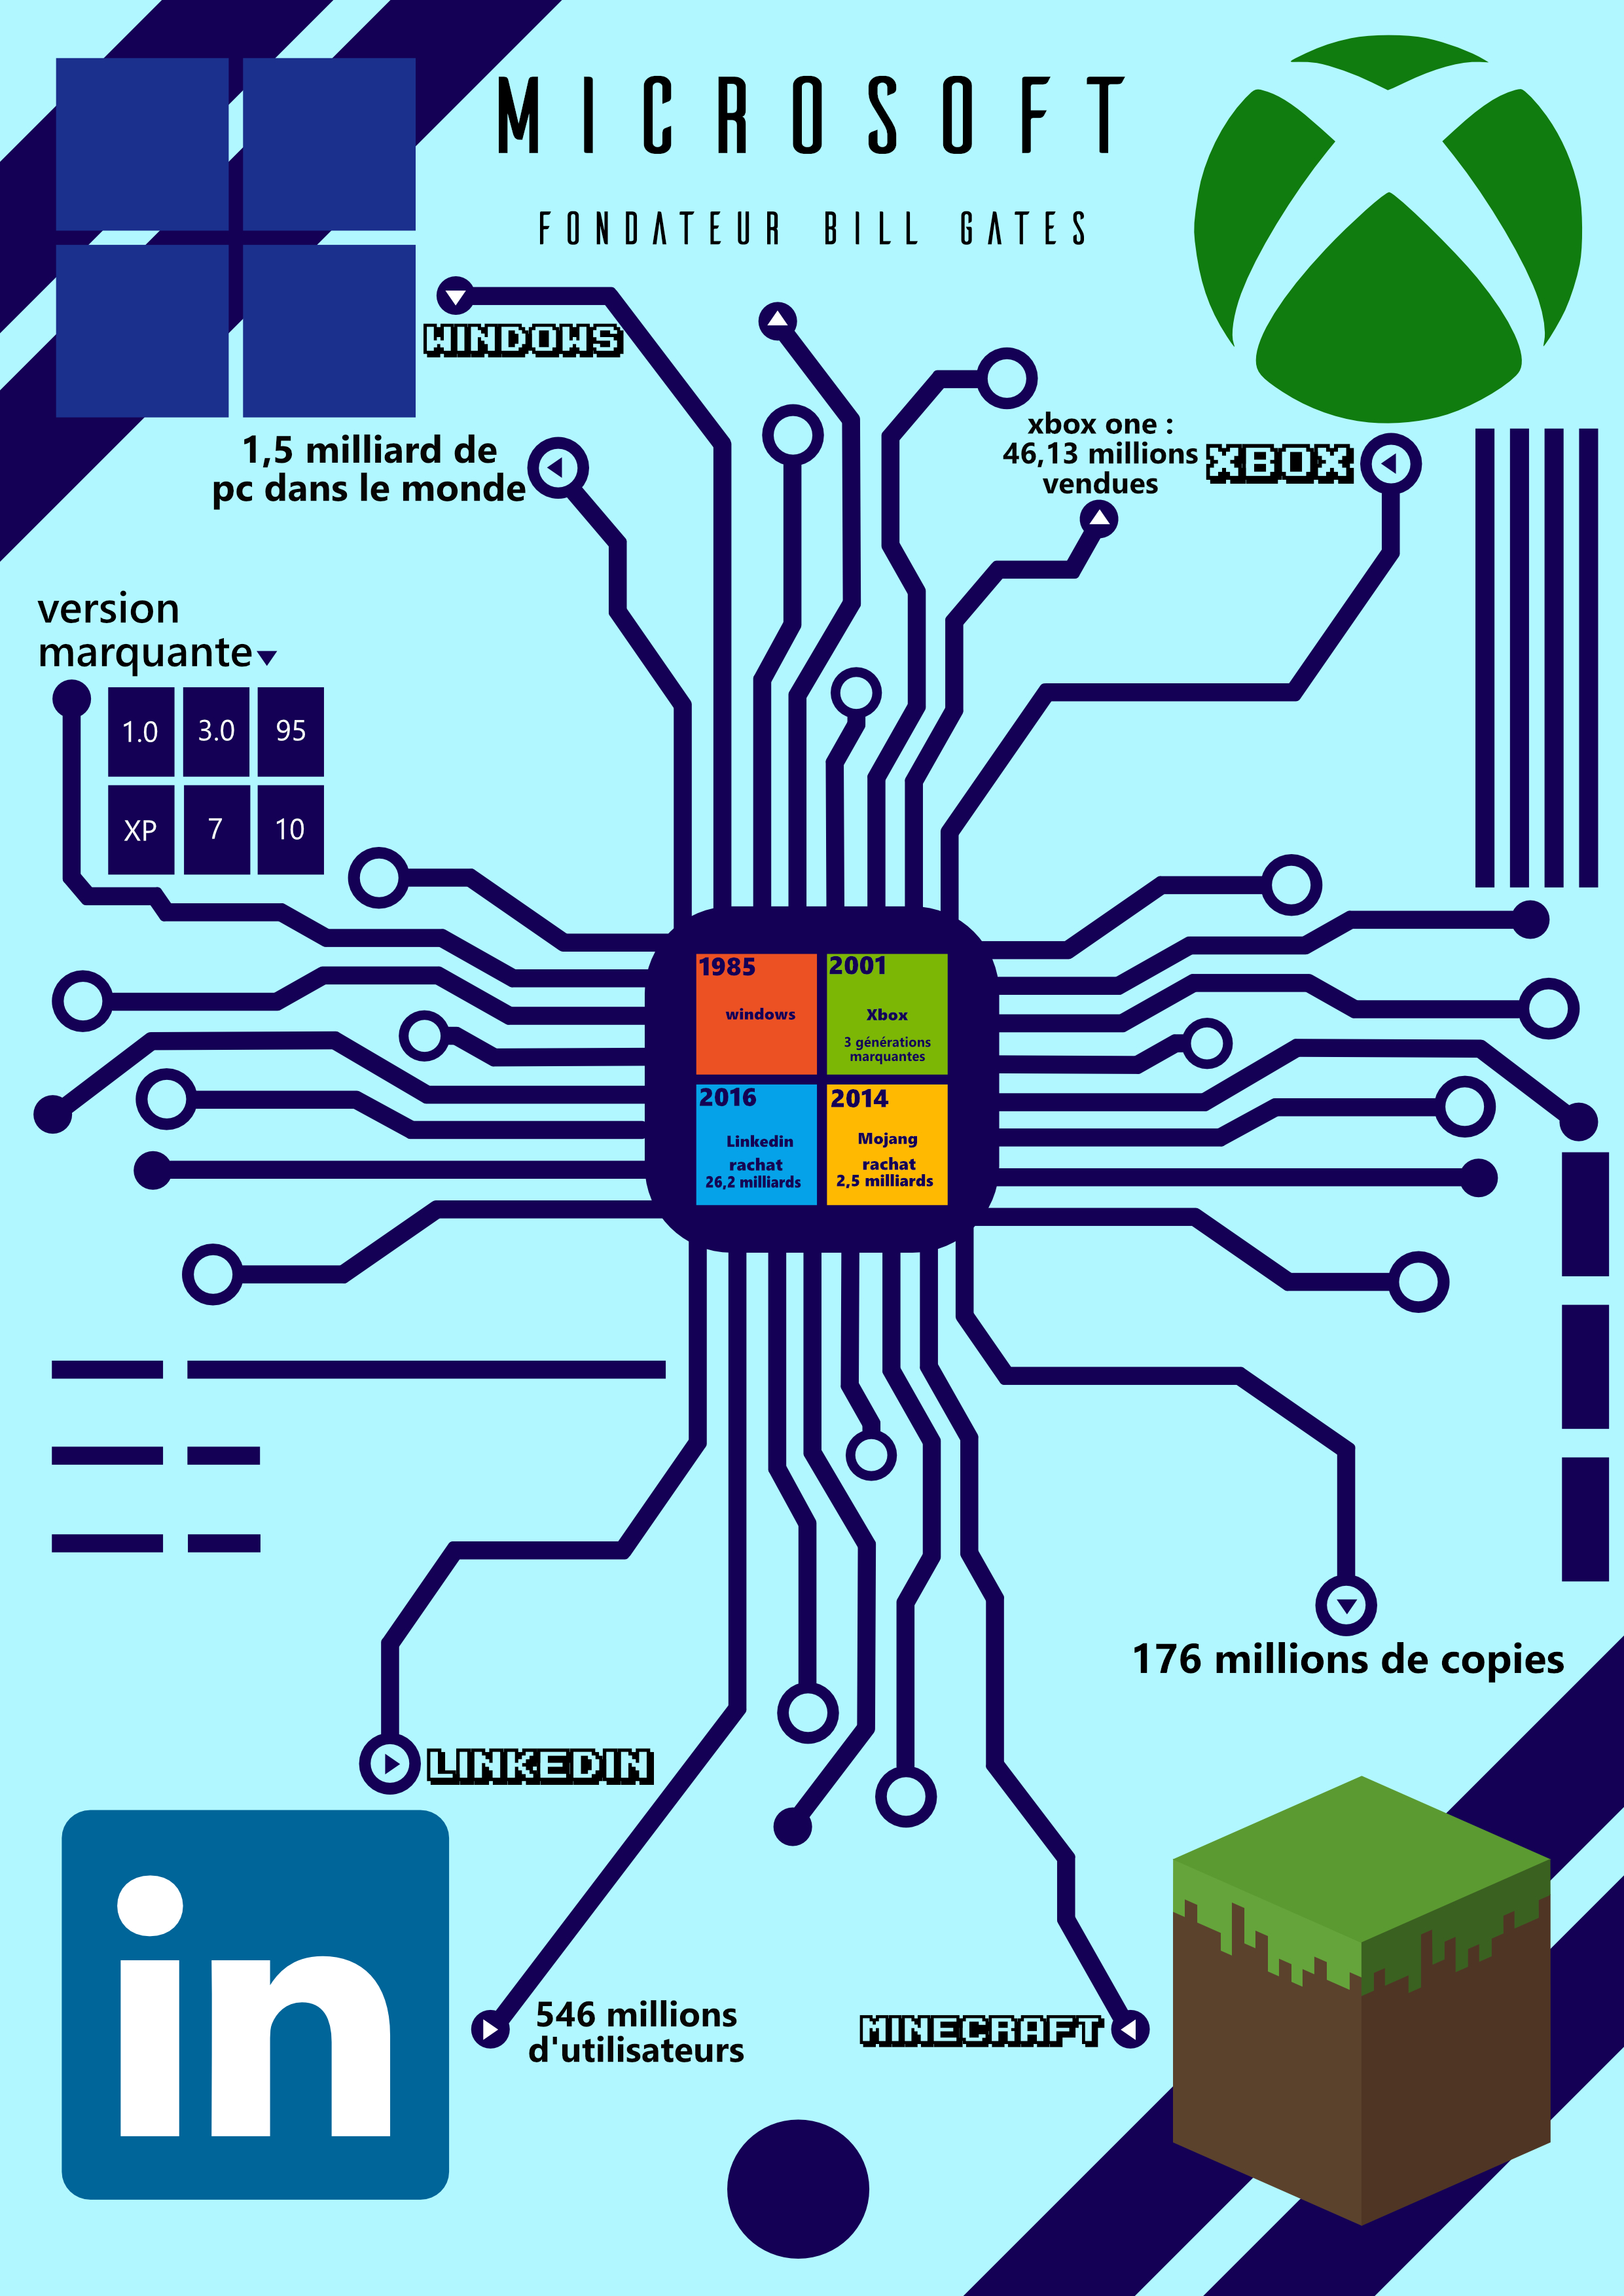 MICROSOFT
FONDATEUR BILL GATES
WINDOWS
1,5 milliard de
pc dans le monde
xbox one :
46,13 millions
vendues
XBOX
version
marquante
1.0 3.0 95
XP 7 10
1985
windows
2001
Xbox
3 générations
marquantes
2016
Linkedin
rachat
26,2 milliards
2014
Mojang
rachat
2,5 milliards
176 millions de copies
LINKEDIN
in
546 millions
d'utilisateurs
MINECRAFT